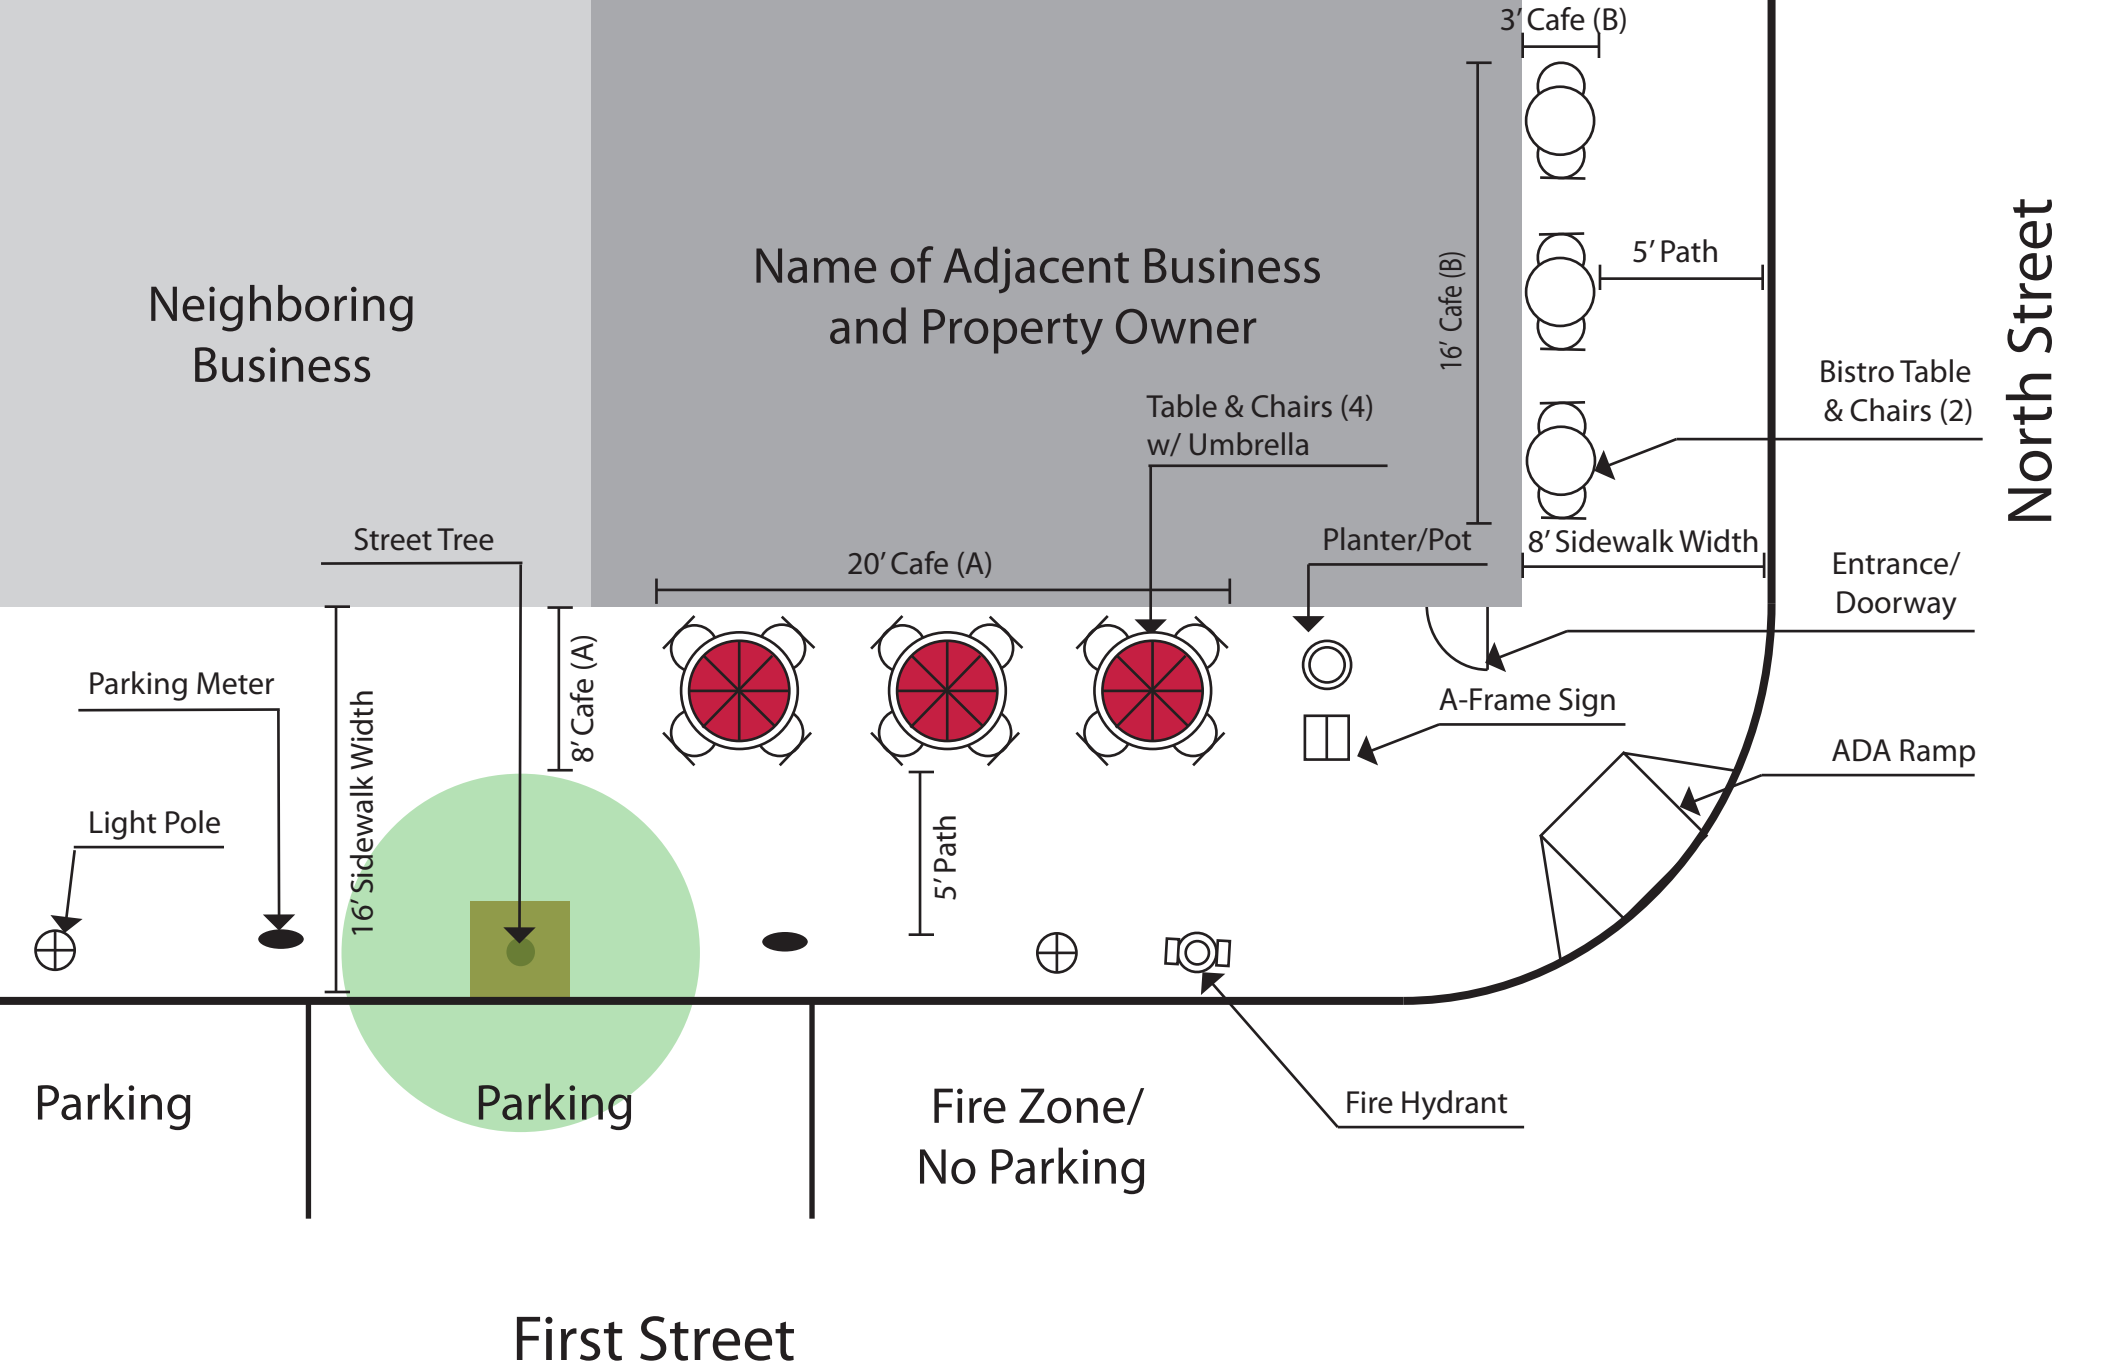 3’ Cafe (B)
Neighboring
Business
Name of Adjacent Business
and Property Owner
16’ Cafe (B)
5’ Path
North Street
Bistro Table
& Chairs (2)
Table & Chairs (4)
w/ Umbrella
Street Tree
20’ Cafe (A)
Planter/Pot
8’ Sidewalk Width
Entrance/
Doorway
Parking Meter
16’ Sidewalk Width
8’ Cafe (A)
A-Frame Sign
ADA Ramp
Light Pole
5’ Path
Parking
Parking
Fire Zone/
No Parking
Fire Hydrant
First Street